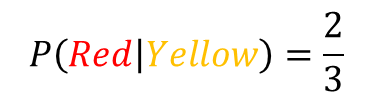 P(Red|Yellow) = 2/3